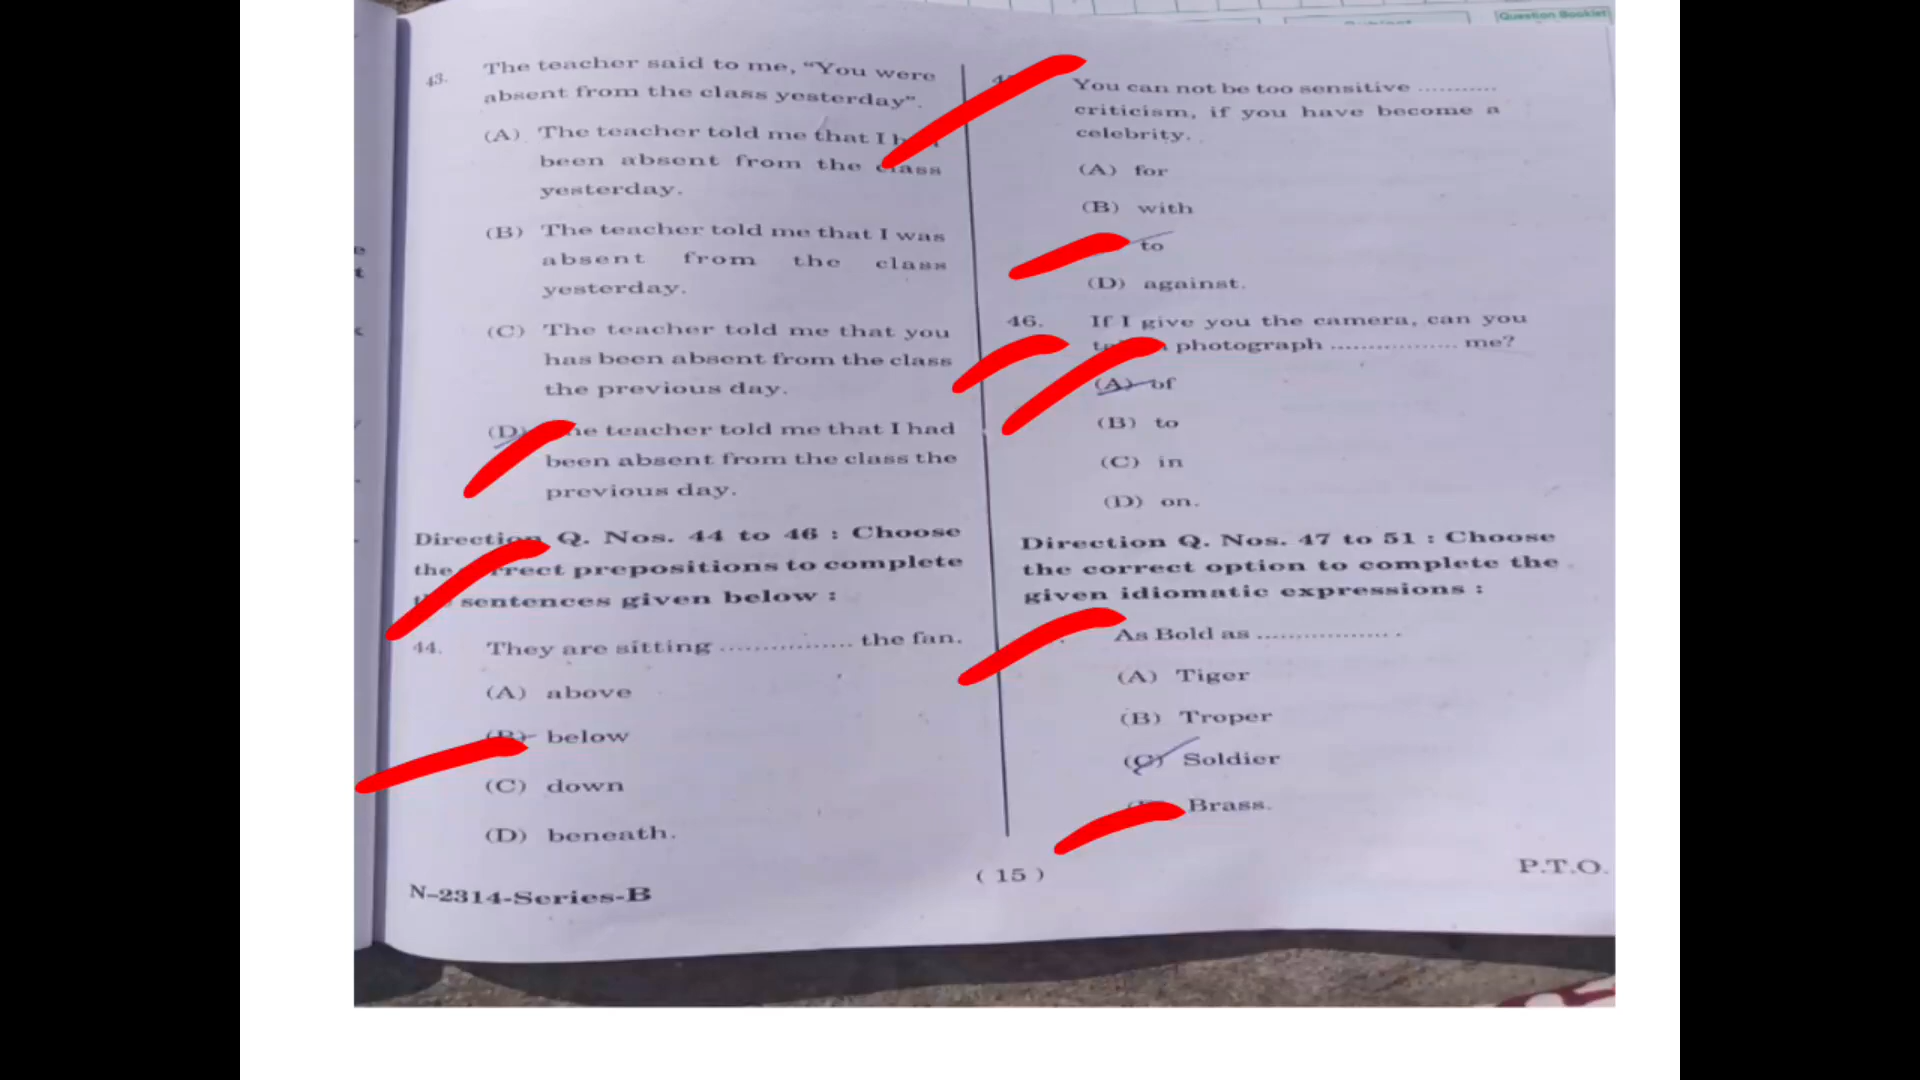 Question Booklet
43. The teacher said to me, “You were
absent from the class yesterday”.
(A) The teacher told me that I
been absent from the class
yesterday.
(B) The teacher told me that I was
absent from the class
yesterday.
(C) The teacher told me that you
has been absent from the class
the previous day.
(D) teacher told me that I had
been absent from the class the
previous day.
Direction Q. Nos. 44 to 46 : Choose
the correct prepositions to complete
sentences given below :
44. They are sitting ............... the fan.
(A) above
(B) below
(C) down
(D) beneath.
N–2314-Series-B
You can not be too sensitive ...........
criticism, if you have become a
celebrity.
(A) for
(B) with
to
(D) against.
46. If I give you the camera, can you
photograph ................ me?
(A) of
(B) to
(C) in
(D) on.
Direction Q. Nos. 47 to 51 : Choose
the correct option to complete the
given idiomatic expressions :
As Bold as ................. .
(A) Tiger
(B) Troper
(C) Soldier
Brass.
( 15 )
P.T.O.